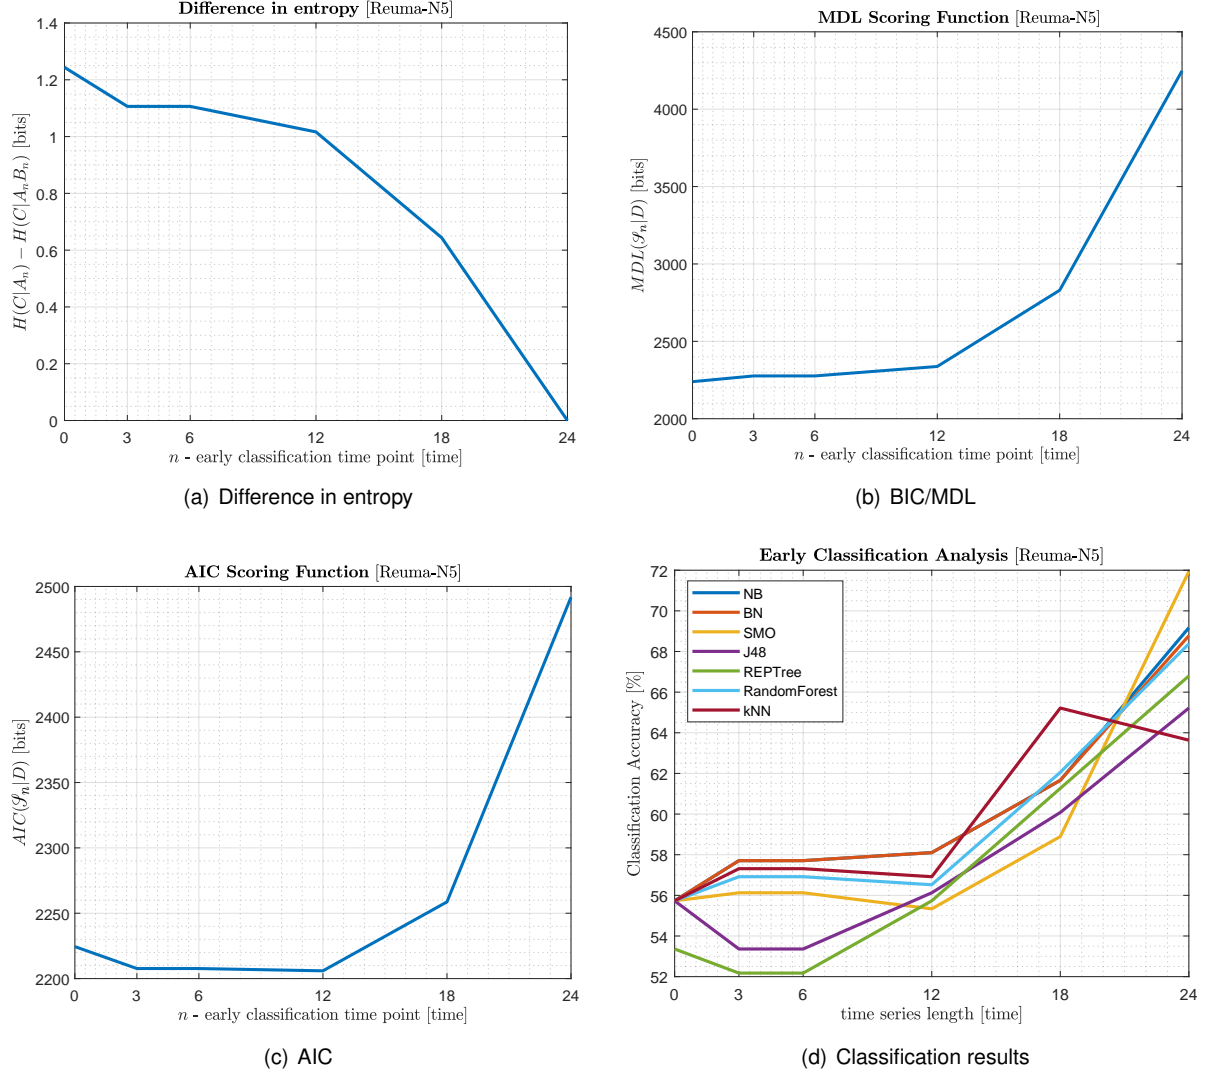 Difference in entropy [Reuma-N5]
1.4
1.2
1
0.8
0.6
0.4
0.2
0
H(C|A_n) − H(C|A_nB_n) [bits]
0 3 6 12 18 24
n - early classification time point [time]
(a) Difference in entropy
MDL Scoring Function [Reuma-N5]
4500
4000
3500
3000
2500
2000
MDL(𝒮_n|D) [bits]
0 3 6 12 18 24
n - early classification time point [time]
(b) BIC/MDL
AIC Scoring Function [Reuma-N5]
2500
2450
2400
2350
2300
2250
2200
AIC(𝒮_n|D) [bits]
0 3 6 12 18 24
n - early classification time point [time]
(c) AIC
Early Classification Analysis [Reuma-N5]
72
70
68
66
64
62
60
58
56
54
52
Classification Accuracy [%]
NB
BN
SMO
J48
REPTree
RandomForest
kNN
0 3 6 12 18 24
time series length [time]
(d) Classification results